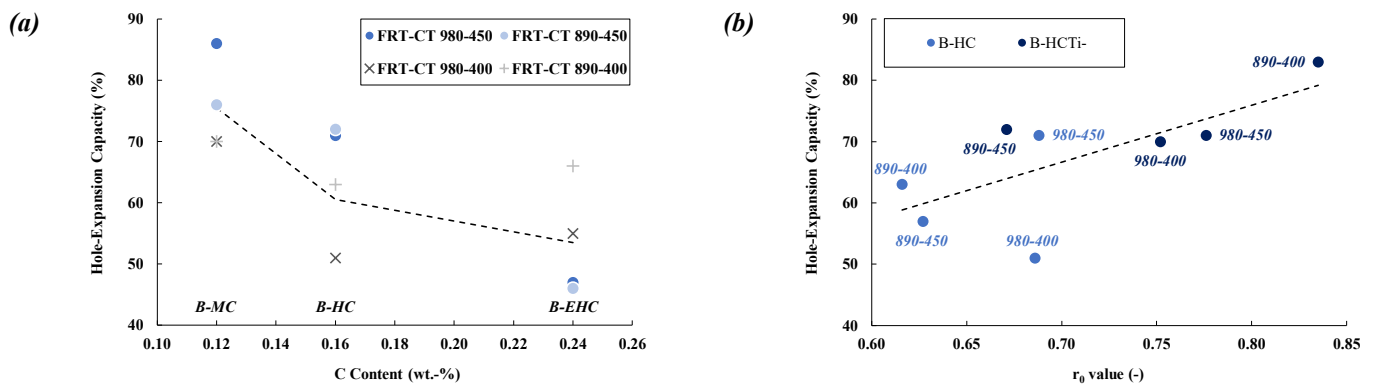 (a)
Hole-Expansion Capacity (%)
90
80
70
60
50
40
FRT-CT 980-450
FRT-CT 890-450
FRT-CT 980-400
FRT-CT 890-400
B-MC
B-HC
B-EHC
0.10 0.12 0.14 0.16 0.18 0.20 0.22 0.24 0.26
C Content (wt.-%)
(b)
Hole-Expansion Capacity (%)
90
80
70
60
50
40
B-HC
B-HCTi-
890-400
980-450
890-450
980-400
980-450
890-400
890-450
980-400
0.60 0.65 0.70 0.75 0.80 0.85
r₀ value (-)